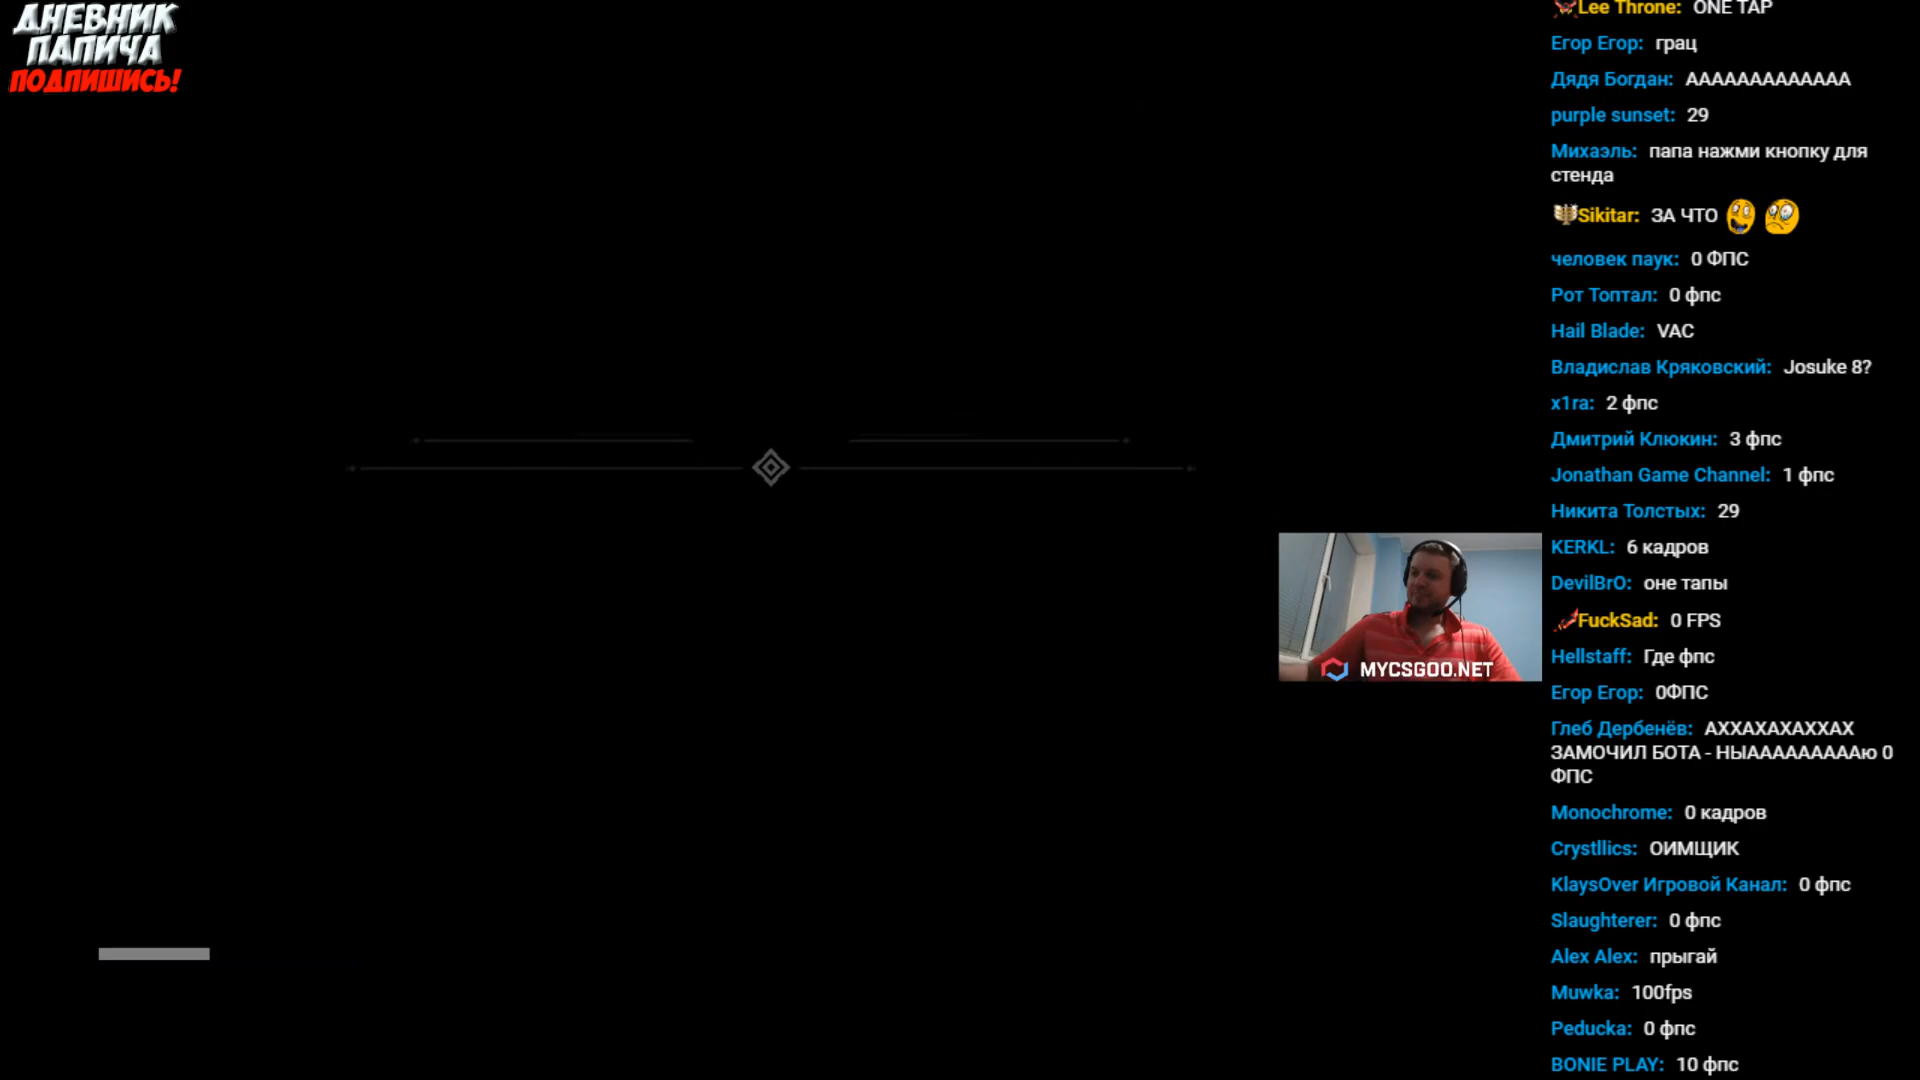 ДНЕВНИК
ПАПИЧА
ПОДПИШИСЬ!
Lee Throne: ONE TAP
Егор Егор: грац
Дядя Богдан: ААААААААААААА
purple sunset: 29
Михаэль: папа нажми кнопку для
стенда
Sikitar: ЗА ЧТО
человек паук: 0 ФПС
Рот Топтал: 0 фпс
Hail Blade: VAC
Владислав Кряковский: Josuke 8?
x1ra: 2 фпс
Дмитрий Клюкин: 3 фпс
Jonathan Game Channel: 1 фпс
Никита Толстых: 29
KERKL: 6 кадров
DevilBrO: оне тапы
FuckSad: 0 FPS
Hellstaff: Где фпс
Егор Егор: 0ФПС
Глеб Дербенёв: АХХАХАХАХХАХ
ЗАМОЧИЛ БОТА - НЫАААААААААю 0
ФПС
Monochrome: 0 кадров
Crystllics: ОИМЩИК
KlaysOver Игровой Канал: 0 фпс
Slaughterer: 0 фпс
Alex Alex: прыгай
Muwka: 100fps
Peducka: 0 фпс
BONIE PLAY: 10 фпс
MYCSGOO.NET